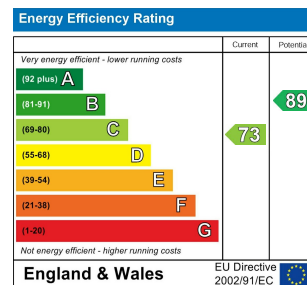 Energy Efficiency Rating
Current Potentia
Very energy efficient - lower running costs
(92 plus) A
(81-91) B
89
(69-80) C
73
(55-68) D
(39-54) E
(21-38) F
(1-20) G
Not energy efficient - higher running costs
England & Wales
EU Directive
2002/91/EC